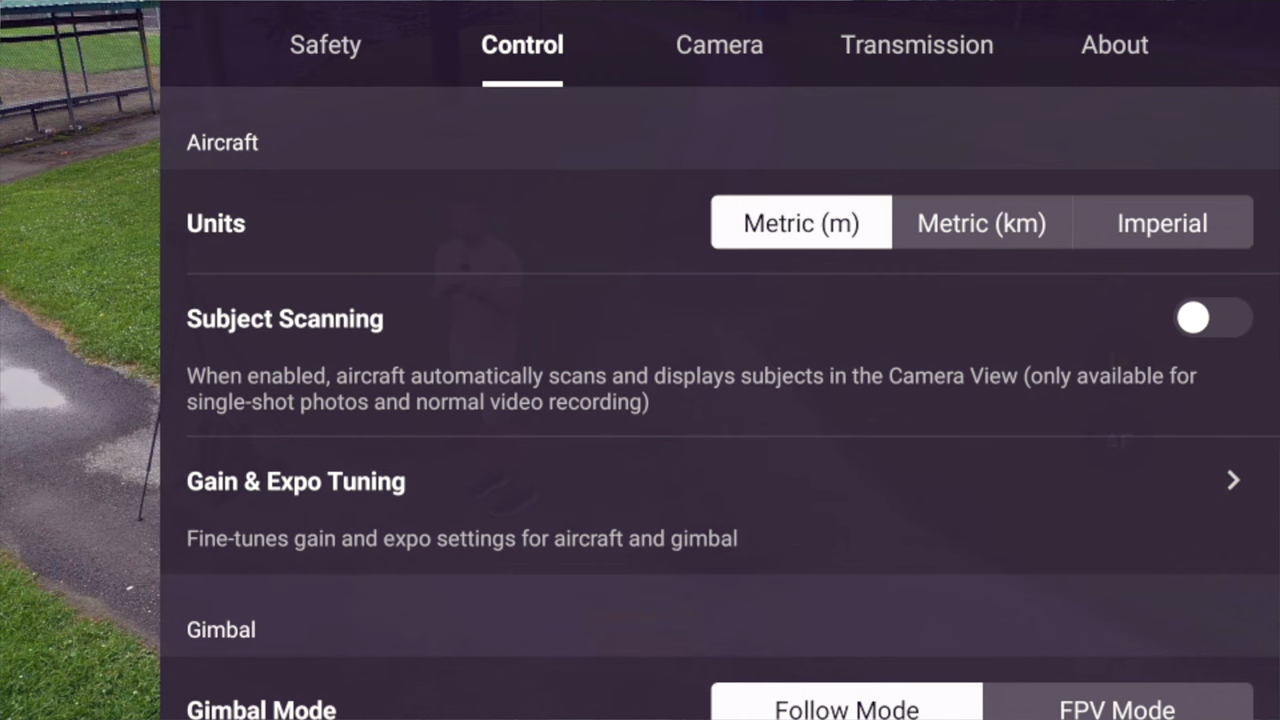 Safety Control Camera Transmission About
Aircraft
Units Metric (m) Metric (km) Imperial
Subject Scanning
When enabled, aircraft automatically scans and displays subjects in the Camera View (only available for
single-shot photos and normal video recording)
Gain & Expo Tuning
Fine-tunes gain and expo settings for aircraft and gimbal
Gimbal
Gimbal Mode Follow Mode FPV Mode